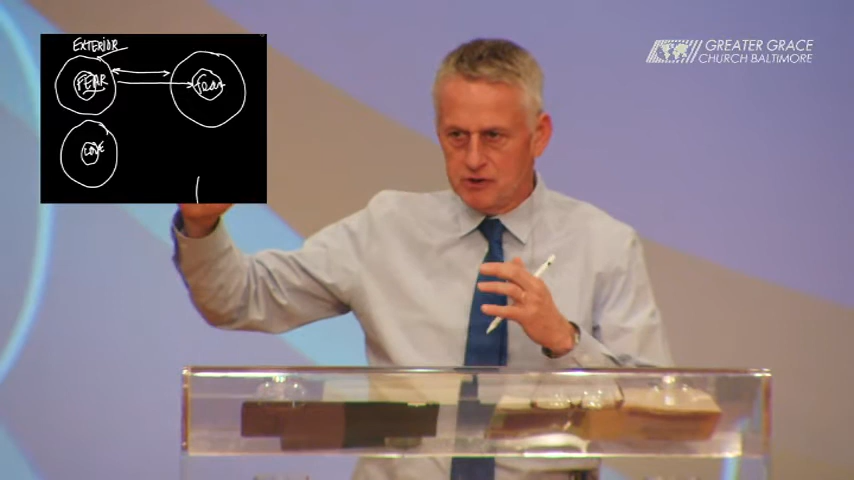 EXTERIOR
FEAR
fear
LOVE
GREATER GRACE
CHURCH BALTIMORE